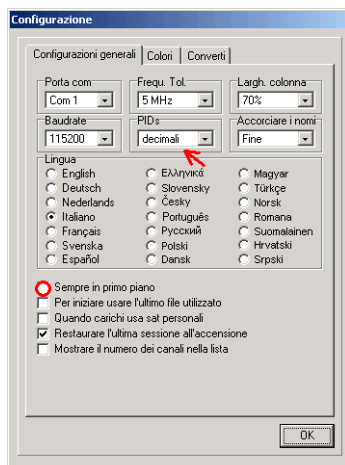 Configurazione
Configurazioni generali Colori Converti
Porta com Frequ. Tol. Largh. colonna
Com 1 5 MHz 70%
Baudrate PIDs Accorciare i nomi
115200 decimali Fine
Lingua
English Ελληνικά Magyar
Deutsch Slovensky Türkçe
Nederlands Česky Norsk
Italiano Português Romana
Français Русский Suomalainen
Svenska Polski Hrvatski
Español Dansk Srpski
Sempre in primo piano
Per iniziare usare l'ultimo file utilizzato
Quando carichi usa sat personali
Restaurare l'ultima sessione all'accensione
Mostrare il numero dei canali nella lista
OK